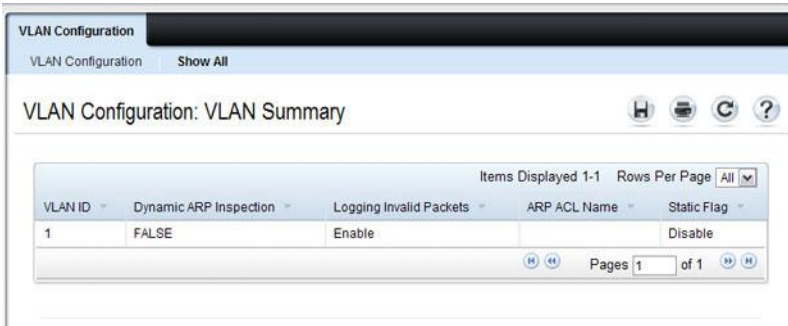 VLAN Configuration
VLAN Configuration Show All
VLAN Configuration: VLAN Summary
Items Displayed 1-1 Rows Per Page All
VLAN ID Dynamic ARP Inspection Logging Invalid Packets ARP ACL Name Static Flag
1 FALSE Enable Disable
Pages 1 of 1